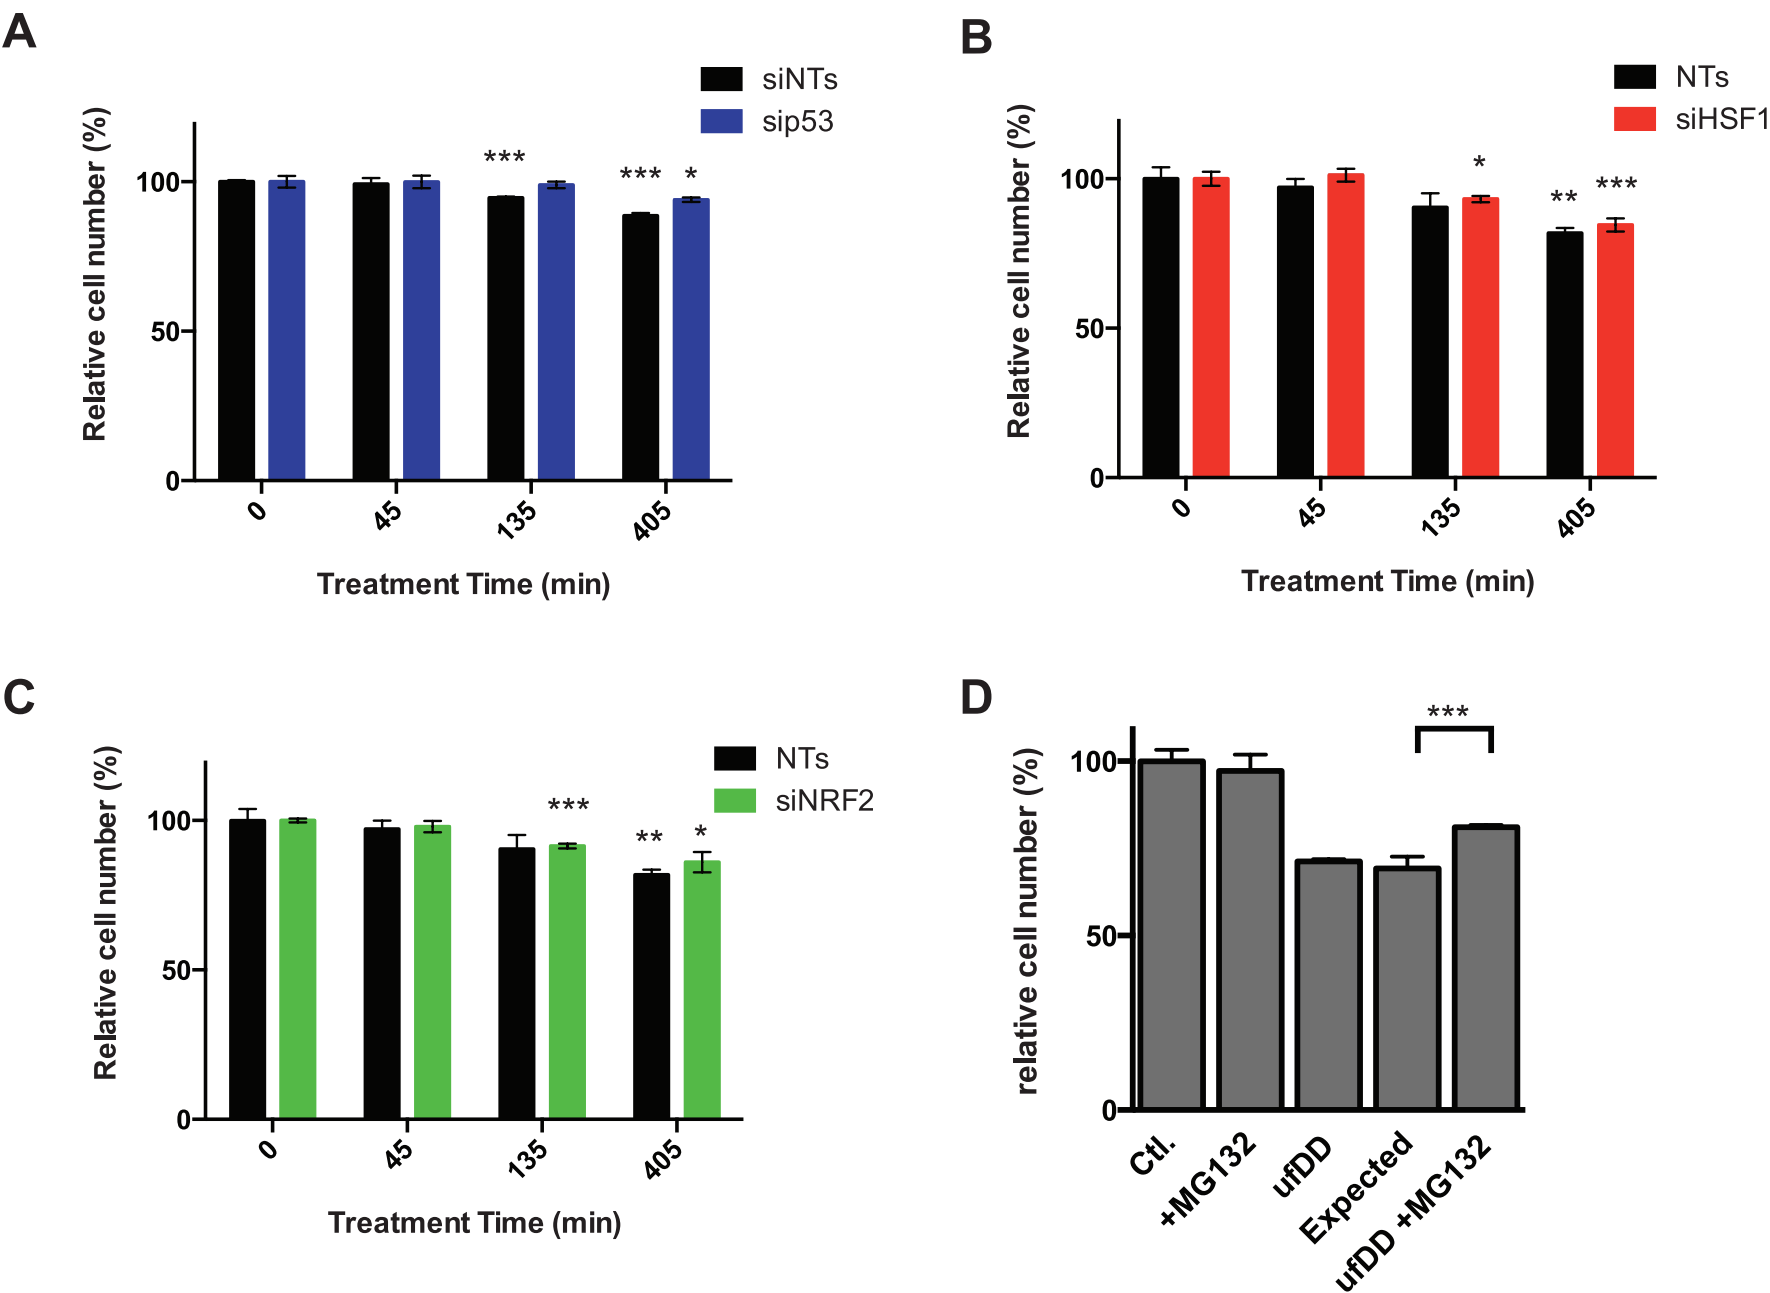 A
siNTs
sip53
***
***
*
Relative cell number (%)
100
50
0
0
45
135
405
Treatment Time (min)
B
NTs
siHSF1
*
**
***
Relative cell number (%)
100
50
0
0
45
135
405
Treatment Time (min)
C
NTs
siNRF2
***
**
*
Relative cell number (%)
100
50
0
0
45
135
405
Treatment Time (min)
D
***
relative cell number (%)
100
50
0
Ctl.
+MG132
ufDD
Expected
ufDD +MG132